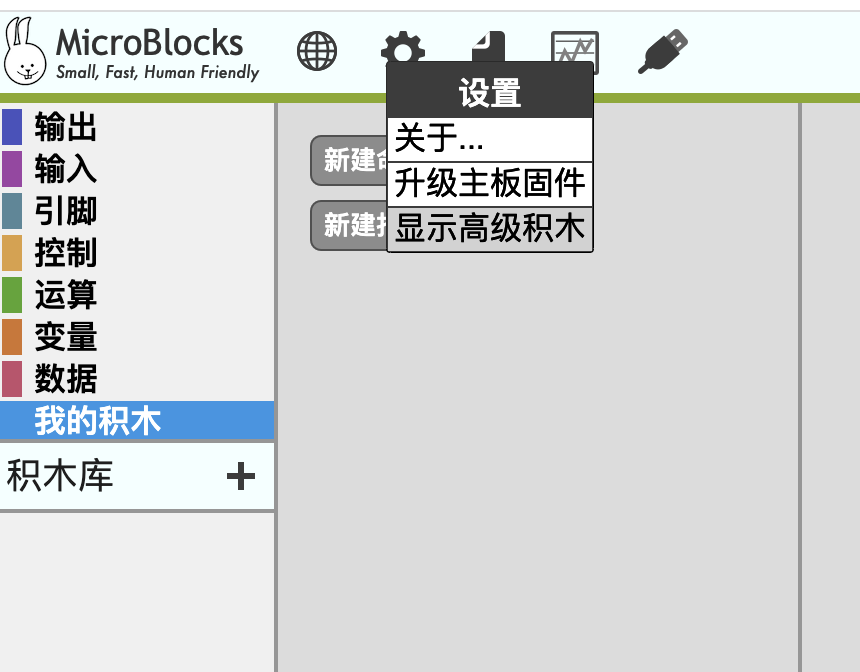 MicroBlocks
Small, Fast, Human Friendly
设置
关于...
升级主板固件
显示高级积木
输出
输入
引脚
控制
运算
变量
数据
我的积木
积木库 +
新建
新建